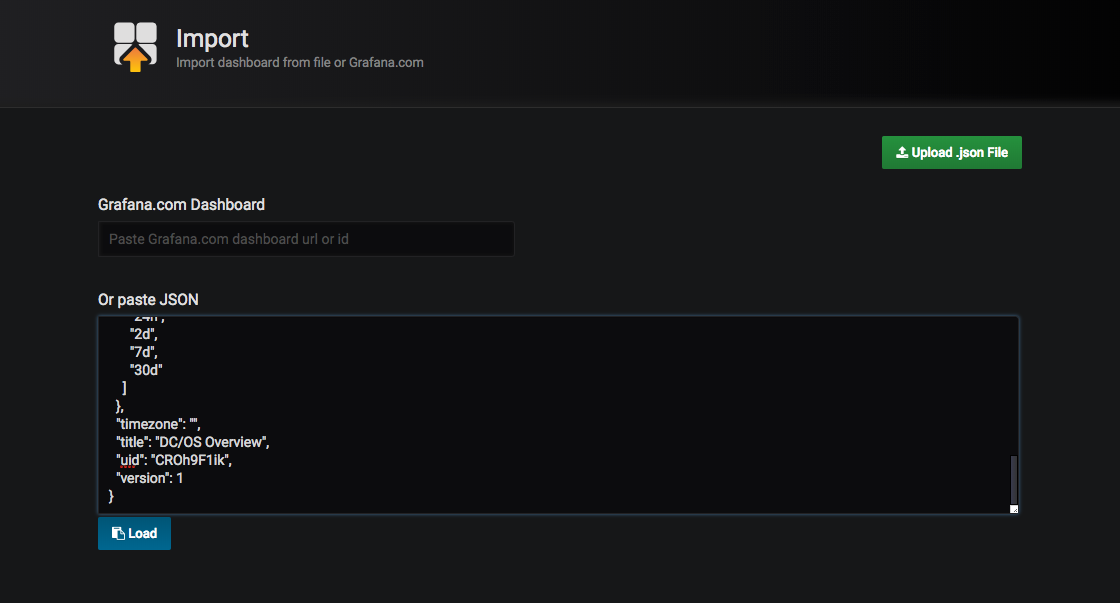 Import
Import dashboard from file or Grafana.com
Upload .json File
Grafana.com Dashboard
Paste Grafana.com dashboard url or id
Or paste JSON
"24h",
"2d",
"7d",
"30d"
]
},
"timezone": "",
"title": "DC/OS Overview",
"uid": "CROh9F1ik",
"version": 1
}
Load